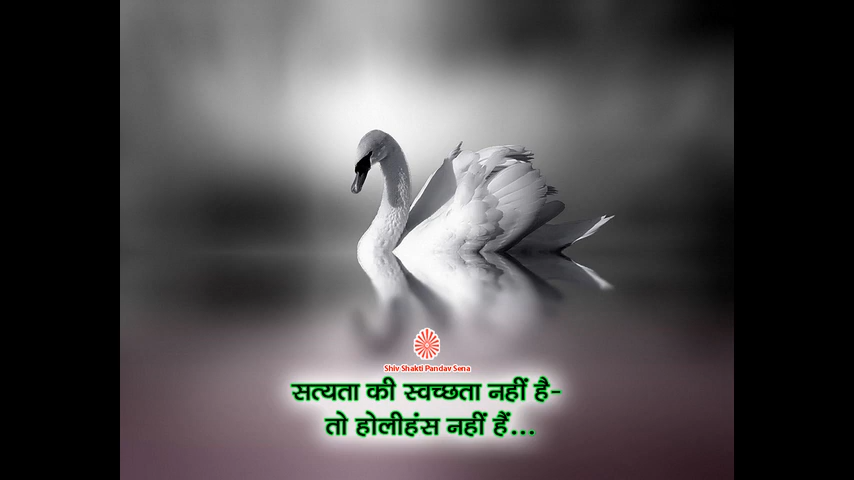 Shiv Shakti Pandav Sena
सत्यता की स्वच्छता नहीं है-
तो होलीहंस नहीं हैं...